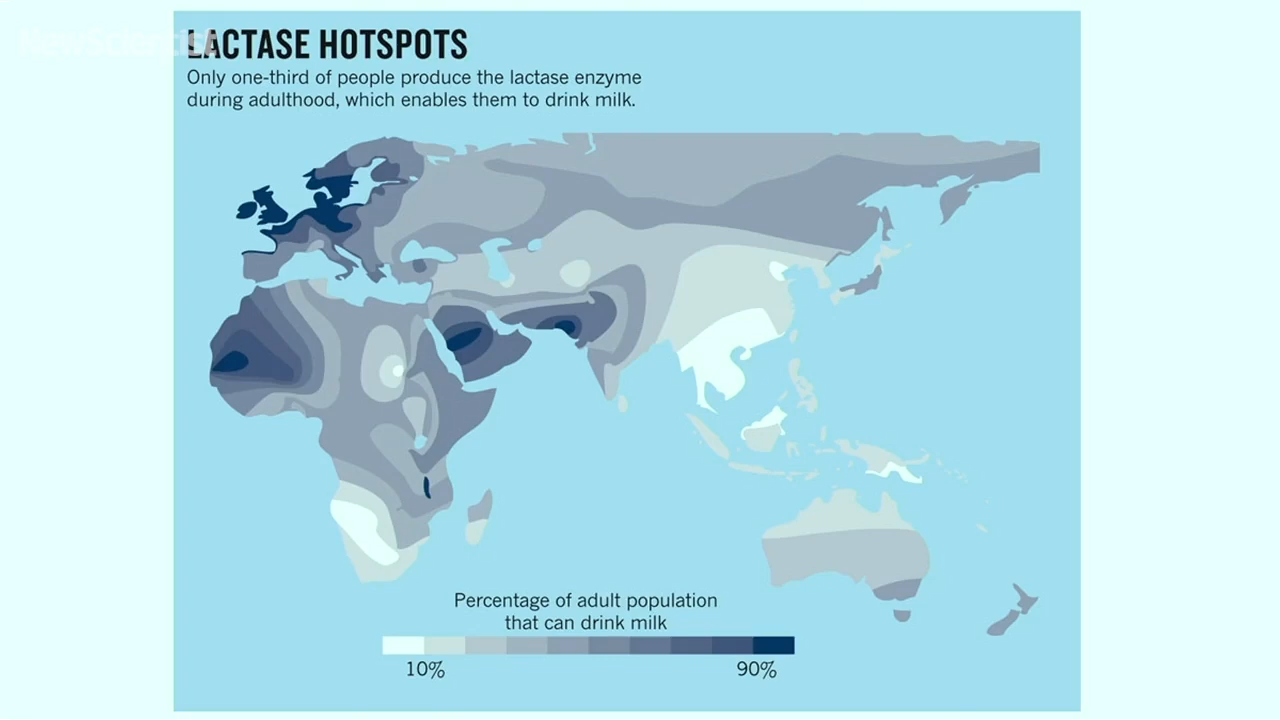 NewScientist
LACTASE HOTSPOTS
Only one-third of people produce the lactase enzyme
during adulthood, which enables them to drink milk.
Percentage of adult population
that can drink milk
10%
90%